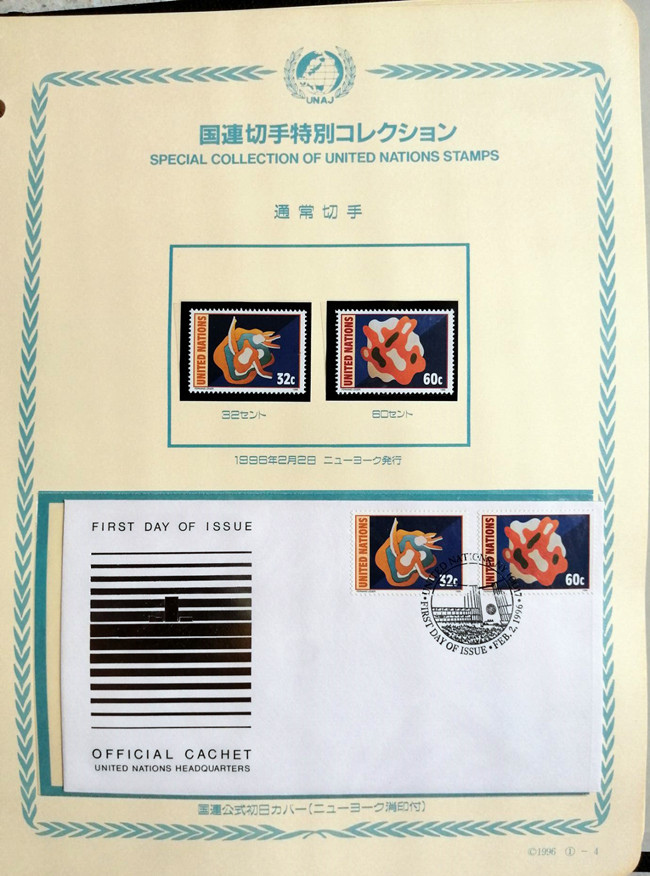 UNAJ
国連切手特別コレクション
SPECIAL COLLECTION OF UNITED NATIONS STAMPS
通常切手
UNITED NATIONS
32c
UNITED NATIONS
60c
32セント
60セント
1996年2月2日 ニューヨーク発行
FIRST DAY OF ISSUE
UNITED NATIONS
32c
UNITED NATIONS
60c
UNITED NATIONS
FIRST DAY OF ISSUE • FEB. 2, 1996 •
OFFICIAL CACHET
UNITED NATIONS HEADQUARTERS
国連公式初日カバー(ニューヨーク消印付)
©1996 ① − 4